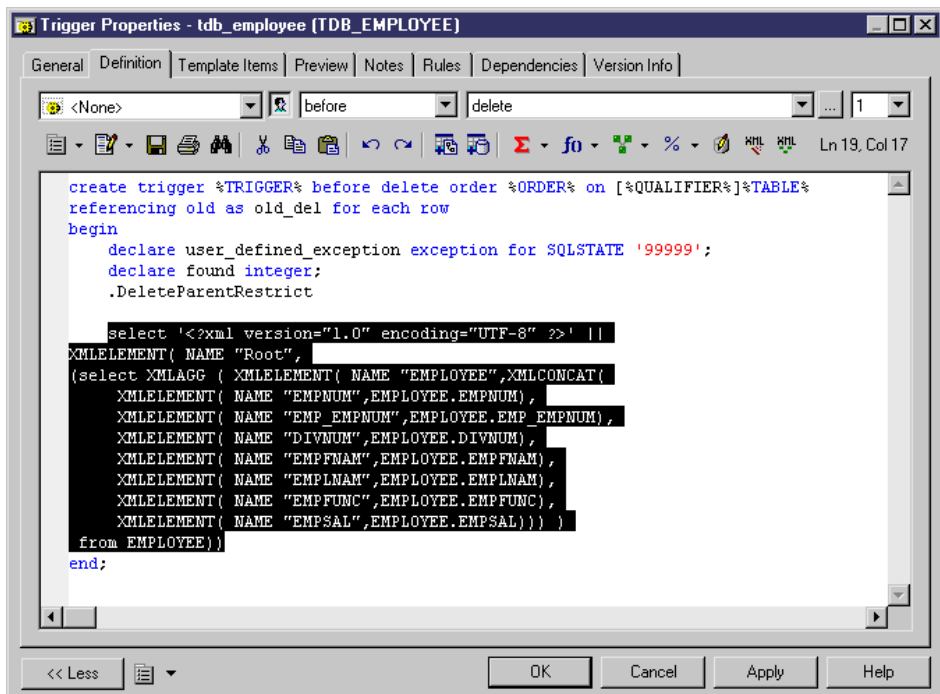 Trigger Properties - tdb_employee (TDB_EMPLOYEE)
General Definition Template Items Preview Notes Rules Dependencies Version Info
<None> before delete ... 1
Σ f() % XML XML Ln 19, Col 17
create trigger %TRIGGER% before delete order %ORDER% on [%QUALIFIER%]%TABLE%
referencing old as old_del for each row
begin
    declare user_defined_exception exception for SQLSTATE '99999';
    declare found integer;
    .DeleteParentRestrict
    select '<?xml version="1.0" encoding="UTF-8" ?>' ||
XMLELEMENT( NAME "Root",
(select XMLAGG ( XMLELEMENT( NAME "EMPLOYEE",XMLCONCAT(
     XMLELEMENT( NAME "EMPNUM",EMPLOYEE.EMPNUM),
     XMLELEMENT( NAME "EMP_EMPNUM",EMPLOYEE.EMP_EMPNUM),
     XMLELEMENT( NAME "DIVNUM",EMPLOYEE.DIVNUM),
     XMLELEMENT( NAME "EMPFNAM",EMPLOYEE.EMPFNAM),
     XMLELEMENT( NAME "EMPLNAM",EMPLOYEE.EMPLNAM),
     XMLELEMENT( NAME "EMPFUNC",EMPLOYEE.EMPFUNC),
     XMLELEMENT( NAME "EMPSAL",EMPLOYEE.EMPSAL))) )
 from EMPLOYEE))
end;
<< Less OK Cancel Apply Help